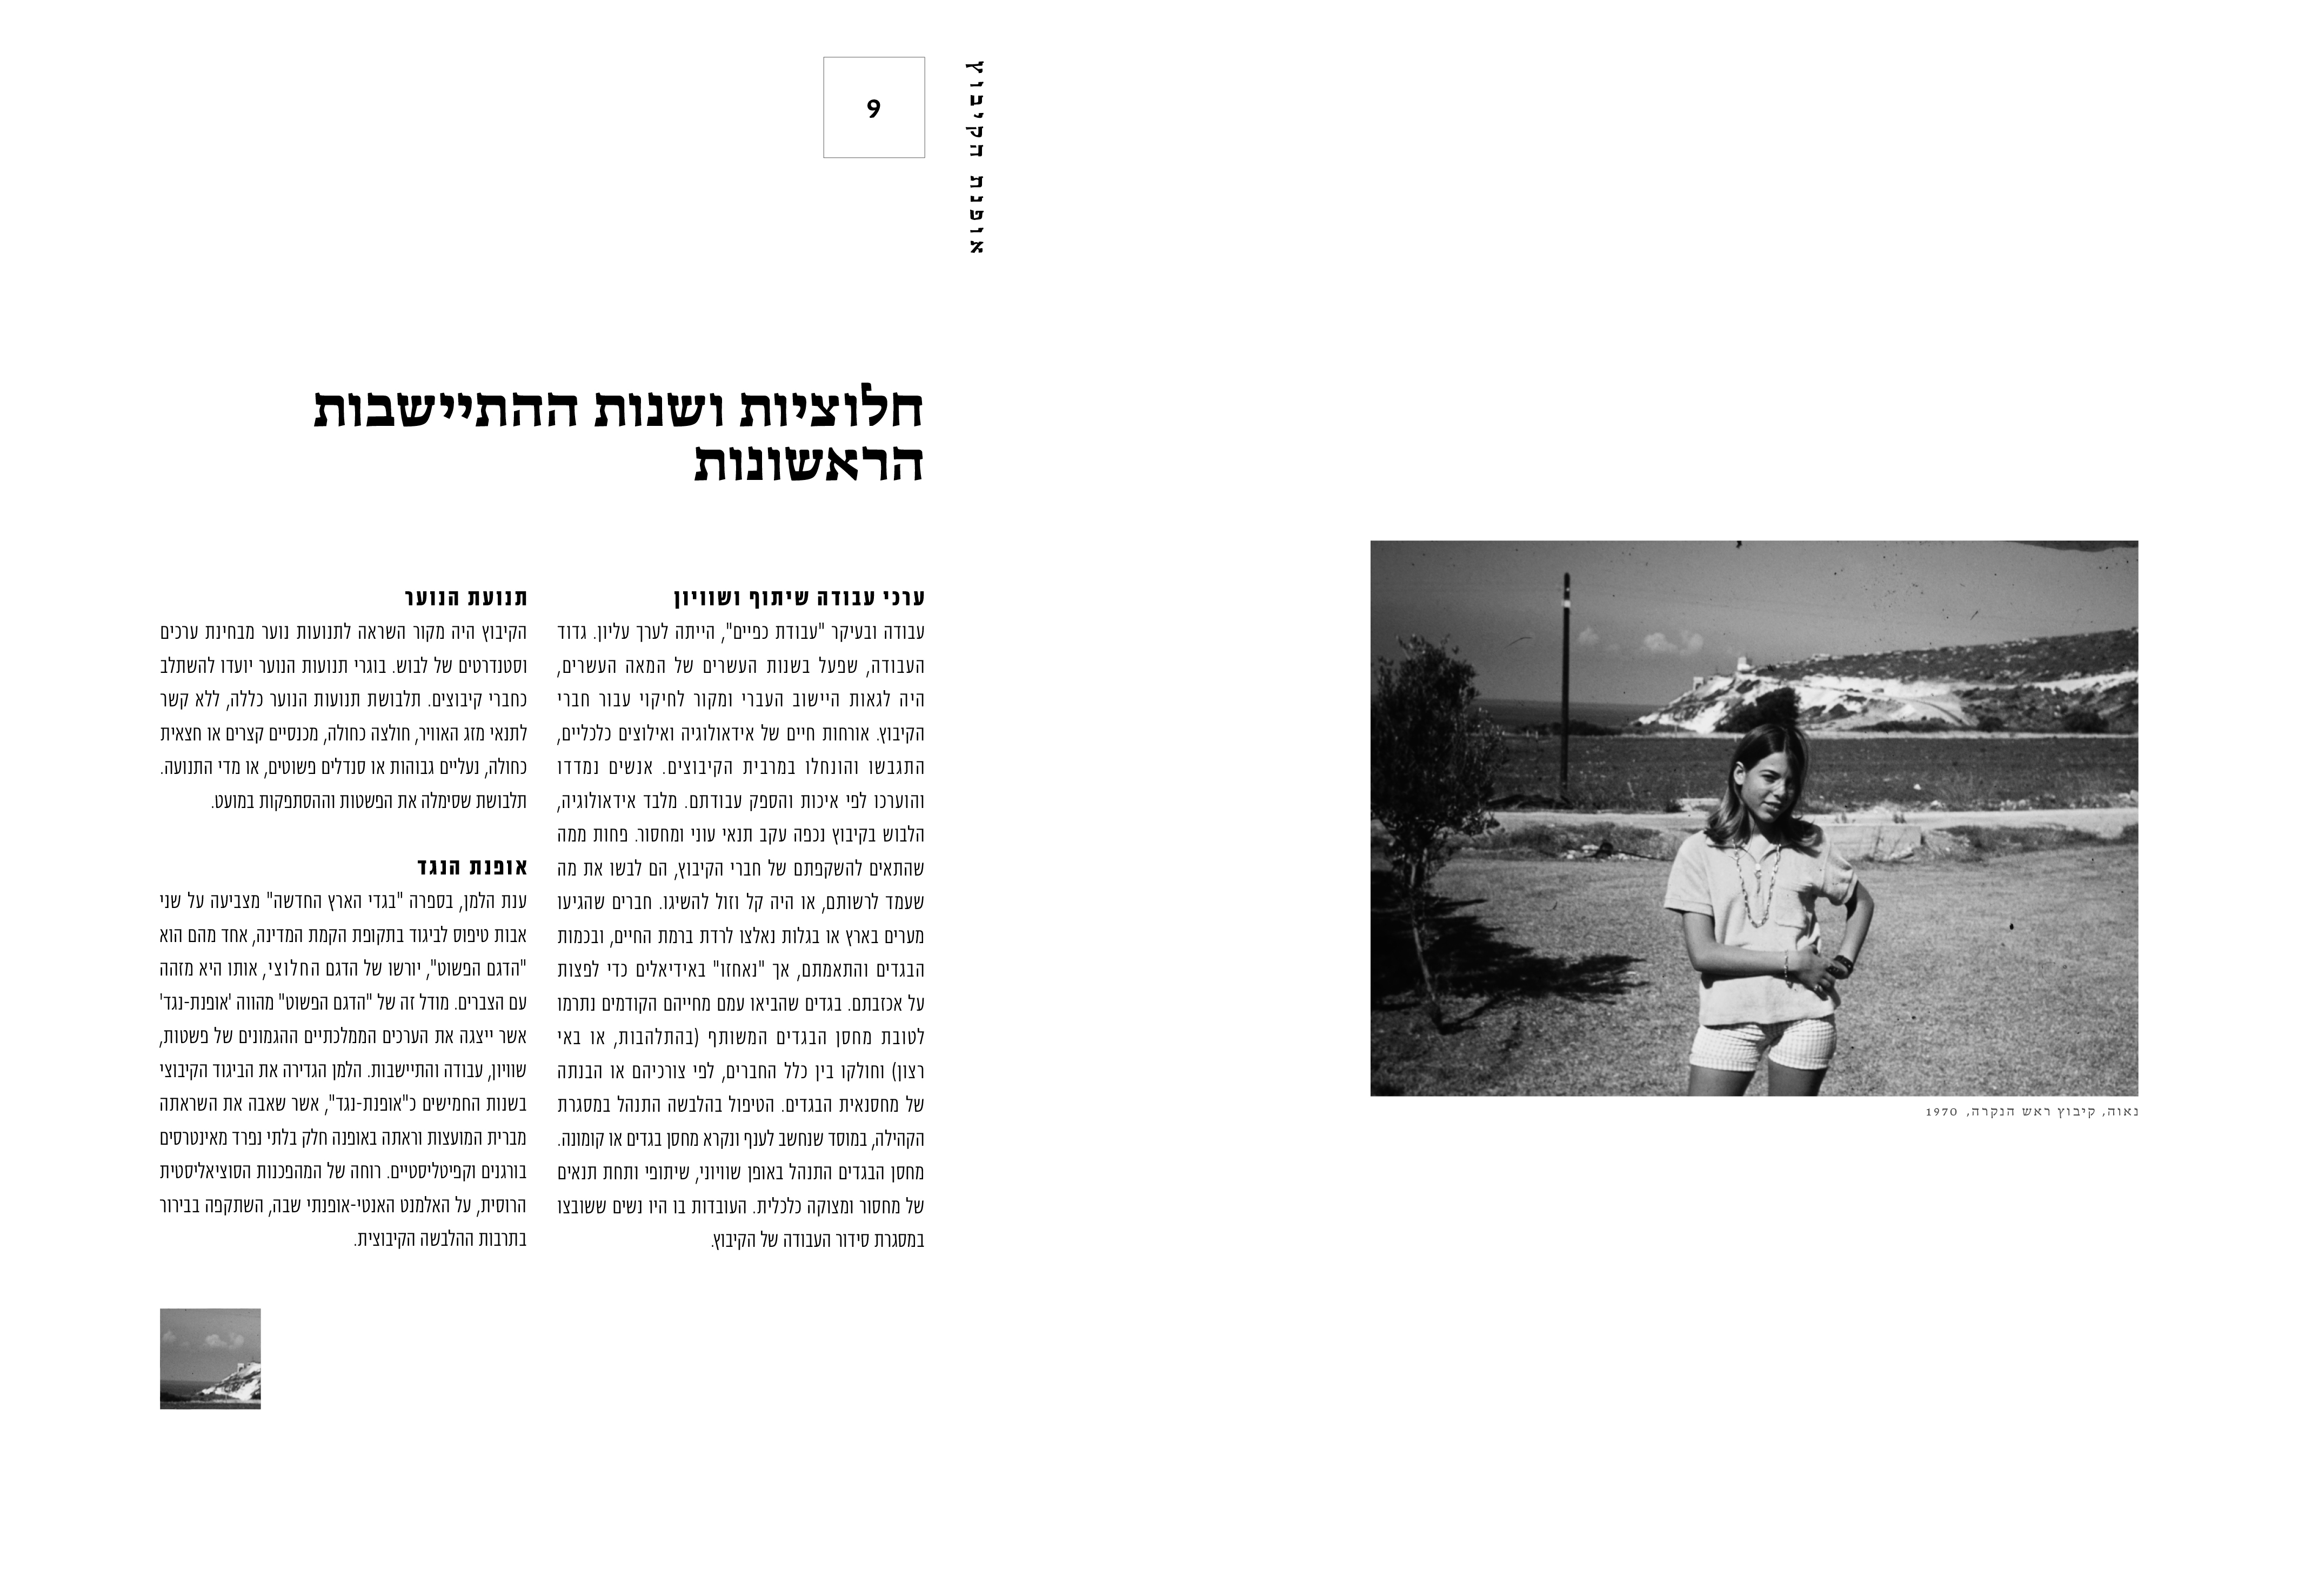 נאוה, קיבוץ ראש הנקרה, 1970
אופנת הקיבוץ
9
חלוציות ושנות ההתיישבות
הראשונות
ערכי עבודה שיתוף ושוויון
עבודה ובעיקר "עבודת כפיים", הייתה לערך עליון. גדוד
העבודה, שפעל בשנות העשרים של המאה העשרים,
היה לגאות היישוב העברי ומקור לחיקוי עבור חברי
הקיבוץ. אורחות חיים של אידאולוגיה ואילוצים כלכליים,
התגבשו והונחלו במרבית הקיבוצים. אנשים נמדדו
והוערכו לפי איכות והספק עבודתם. מלבד אידאולוגיה,
הלבוש בקיבוץ נכפה עקב תנאי עוני ומחסור. פחות ממה
שהתאים להשקפתם של חברי הקיבוץ, הם לבשו את מה
שעמד לרשותם, או היה קל וזול להשיגו. חברים שהגיעו
מערים בארץ או בגלות נאלצו לרדת ברמת החיים, ובכמות
הבגדים והתאמתם, אך "נאחזו" באידיאלים כדי לפצות
על אכזבתם. בגדים שהביאו עמם מחייהם הקודמים נתרמו
לטובת מחסן הבגדים המשותף (בהתלהבות, או באי
רצון) וחולקו בין כלל החברים, לפי צורכיהם או הבנתה
של מחסנאית הבגדים. הטיפול בהלבשה התנהל במסגרת
הקהילה, במוסד שנחשב לענף ונקרא מחסן בגדים או קומונה.
מחסן הבגדים התנהל באופן שוויוני, שיתופי ותחת תנאים
של מחסור ומצוקה כלכלית. העובדות בו היו נשים ששובצו
במסגרת סידור העבודה של הקיבוץ.
תנועת הנוער
הקיבוץ היה מקור השראה לתנועות נוער מבחינת ערכים
וסטנדרטים של לבוש. בוגרי תנועות הנוער יועדו להשתלב
כחברי קיבוצים. תלבושת תנועות הנוער כללה, ללא קשר
לתנאי מזג האוויר, חולצה כחולה, מכנסיים קצרים או חצאית
כחולה, נעליים גבוהות או סנדלים פשוטים, או מדי התנועה.
תלבושת שסימלה את הפשטות וההסתפקות במועט.
אופנת הנגד
ענת הלמן, בספרה "בגדי הארץ החדשה" מצביעה על שני
אבות טיפוס לביגוד בתקופת הקמת המדינה, אחד מהם הוא
"הדגם הפשוט", יורשו של הדגם החלוצי, אותו היא מזהה
עם הצברים. מודל זה של "הדגם הפשוט" מהווה 'אופנת-נגד'
אשר ייצגה את הערכים הממלכתיים ההגמונים של פשטות,
שוויון, עבודה והתיישבות. הלמן הגדירה את הביגוד הקיבוצי
בשנות החמישים כ"אופנת-נגד", אשר שאבה את השראתה
מברית המועצות וראתה באופנה חלק בלתי נפרד מאינטרסים
בורגנים וקפיטליסטיים. רוחה של המהפכנות הסוציאליסטית
הרוסית, על האלמנט האנטי-אופנתי שבה, השתקפה בבירור
בתרבות ההלבשה הקיבוצית.